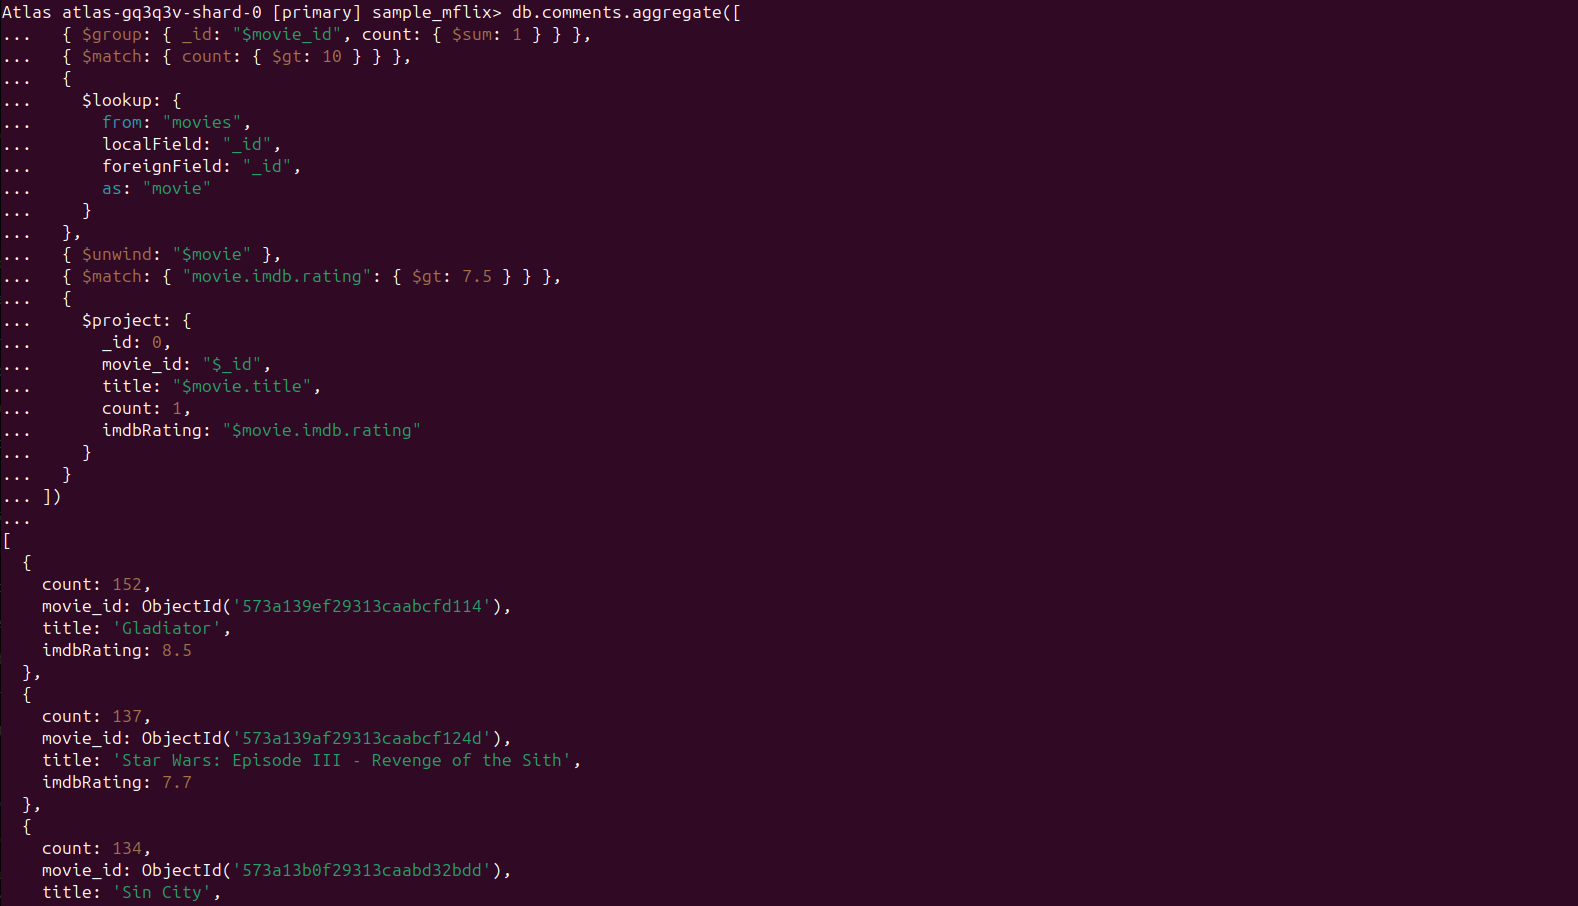 Atlas atlas-gq3q3v-shard-0 [primary] sample_mflix> db.comments.aggregate([
...   { $group: { _id: "$movie_id", count: { $sum: 1 } } },
...   { $match: { count: { $gt: 10 } } },
...   {
...     $lookup: {
...       from: "movies",
...       localField: "_id",
...       foreignField: "_id",
...       as: "movie"
...     }
...   },
...   { $unwind: "$movie" },
...   { $match: { "movie.imdb.rating": { $gt: 7.5 } } },
...   {
...     $project: {
...       _id: 0,
...       movie_id: "$_id",
...       title: "$movie.title",
...       count: 1,
...       imdbRating: "$movie.imdb.rating"
...     }
...   }
... ])
...
[
  {
    count: 152,
    movie_id: ObjectId('573a139ef29313caabcfd114'),
    title: 'Gladiator',
    imdbRating: 8.5
  },
  {
    count: 137,
    movie_id: ObjectId('573a139af29313caabcf124d'),
    title: 'Star Wars: Episode III - Revenge of the Sith',
    imdbRating: 7.7
  },
  {
    count: 134,
    movie_id: ObjectId('573a13b0f29313caabd32bdd'),
    title: 'Sin City',